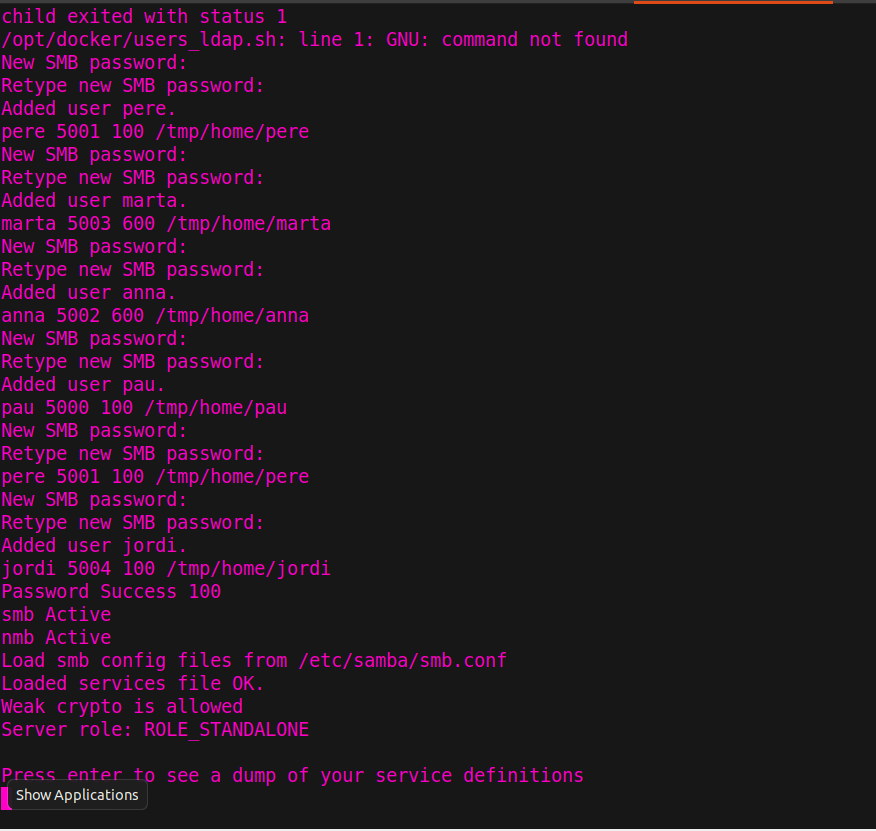 child exited with status 1
/opt/docker/users_ldap.sh: line 1: GNU: command not found
New SMB password:
Retype new SMB password:
Added user pere.
pere 5001 100 /tmp/home/pere
New SMB password:
Retype new SMB password:
Added user marta.
marta 5003 600 /tmp/home/marta
New SMB password:
Retype new SMB password:
Added user anna.
anna 5002 600 /tmp/home/anna
New SMB password:
Retype new SMB password:
Added user pau.
pau 5000 100 /tmp/home/pau
New SMB password:
Retype new SMB password:
pere 5001 100 /tmp/home/pere
New SMB password:
Retype new SMB password:
Added user jordi.
jordi 5004 100 /tmp/home/jordi
Password Success 100
smb Active
nmb Active
Load smb config files from /etc/samba/smb.conf
Loaded services file OK.
Weak crypto is allowed
Server role: ROLE_STANDALONE
Press enter to see a dump of your service definitions
Show Applications